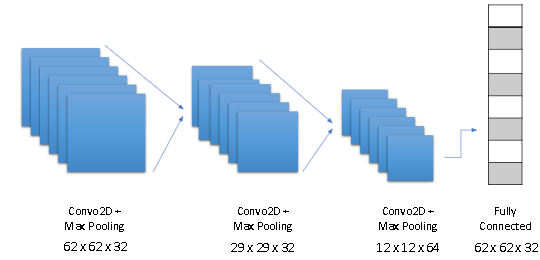 Convo2D +
Max Pooling
62 x 62 x 32
Convo2D +
Max Pooling
29 x 29 x 32
Convo2D +
Max Pooling
12 x 12 x 64
Fully
Connected
62 x 62 x 32